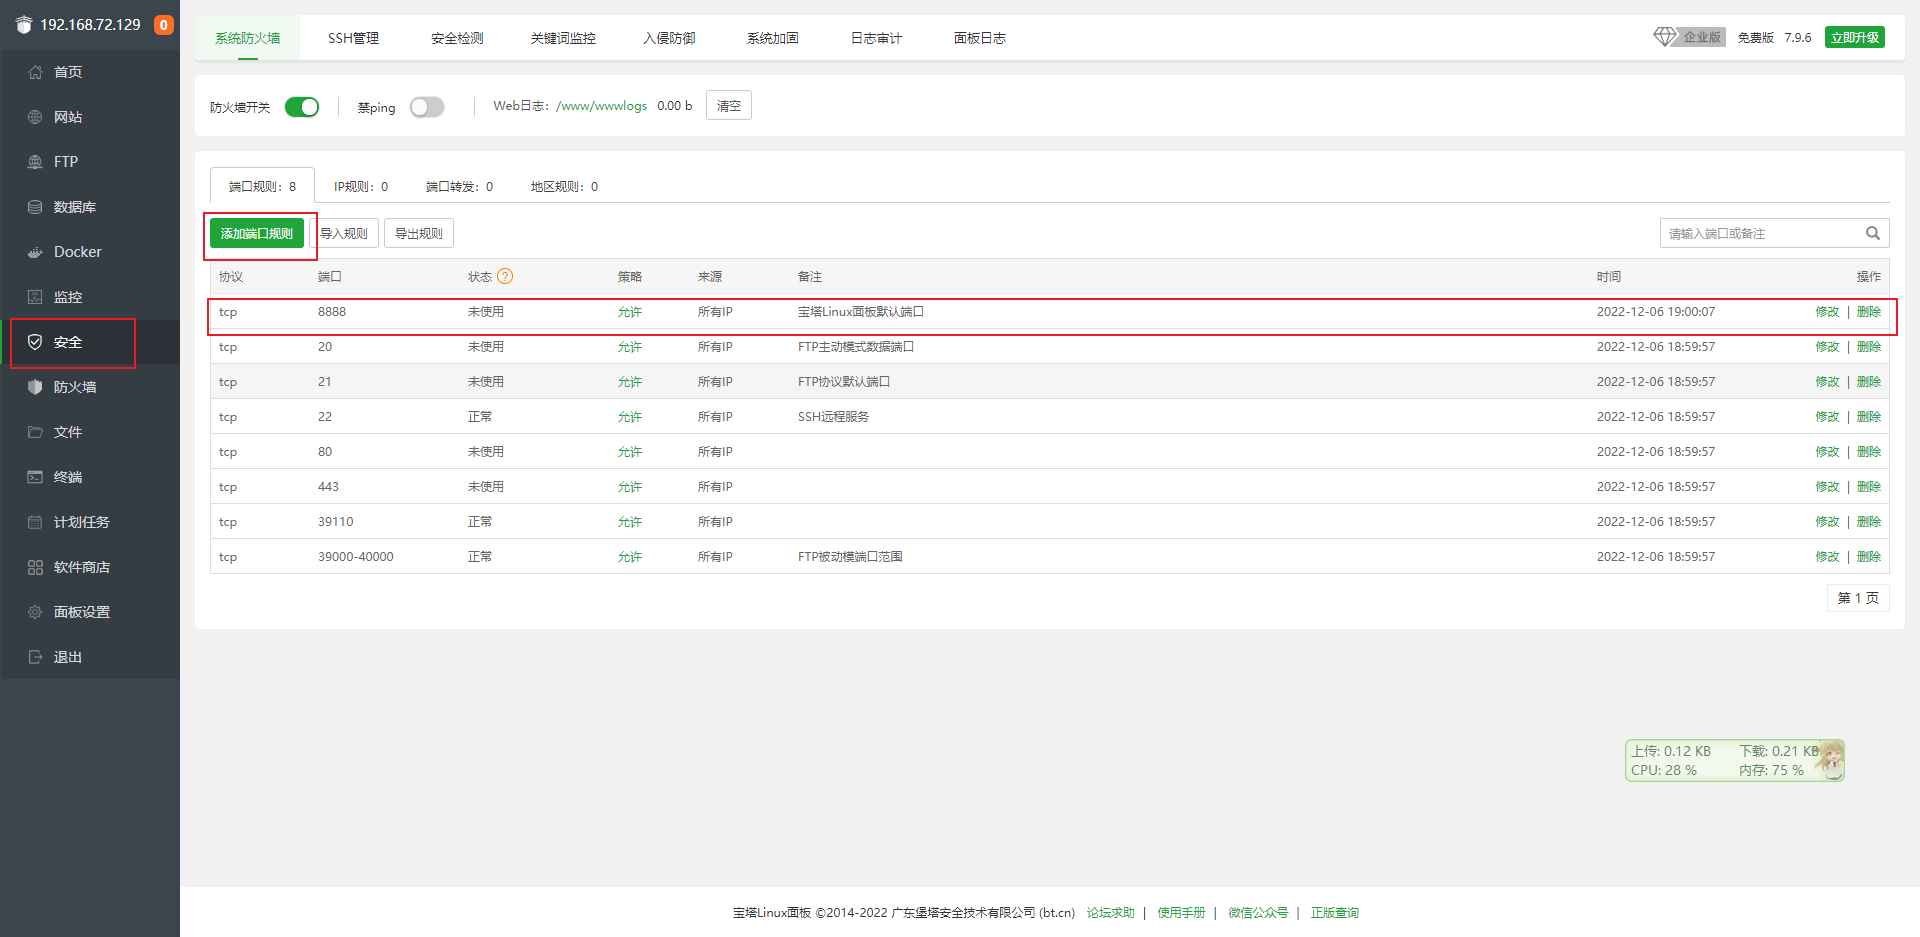 192.168.72.129 0
首页
网站
FTP
数据库
Docker
监控
安全
防火墙
文件
终端
计划任务
软件商店
面板设置
退出
系统防火墙 SSH管理 安全检测 关键词监控 入侵防御 系统加固 日志审计 面板日志 企业版 免费版 7.9.6 立即升级
防火墙开关 禁ping Web日志: /www/wwwlogs 0.00 b 清空
端口规则: 8 IP规则: 0 端口转发: 0 地区规则: 0
添加端口规则 导入规则 导出规则 请输入端口或备注
协议 端口 状态 ? 策略 来源 备注 时间 操作
tcp 8888 未使用 允许 所有IP 宝塔Linux面板默认端口 2022-12-06 19:00:07 修改 | 删除
tcp 20 未使用 允许 所有IP FTP主动模式数据端口 2022-12-06 18:59:57 修改 | 删除
tcp 21 未使用 允许 所有IP FTP协议默认端口 2022-12-06 18:59:57 修改 | 删除
tcp 22 正常 允许 所有IP SSH远程服务 2022-12-06 18:59:57 修改 | 删除
tcp 80 未使用 允许 所有IP 2022-12-06 18:59:57 修改 | 删除
tcp 443 未使用 允许 所有IP 2022-12-06 18:59:57 修改 | 删除
tcp 39110 正常 允许 所有IP 2022-12-06 18:59:57 修改 | 删除
tcp 39000-40000 正常 允许 所有IP FTP被动模端口范围 2022-12-06 18:59:57 修改 | 删除
第 1 页
上传: 0.12 KB 下载: 0.21 KB
CPU: 28 % 内存: 75 %
宝塔Linux面板 ©2014-2022 广东堡塔安全技术有限公司 (bt.cn) 论坛求助 | 使用手册 | 微信公众号 | 正版查询